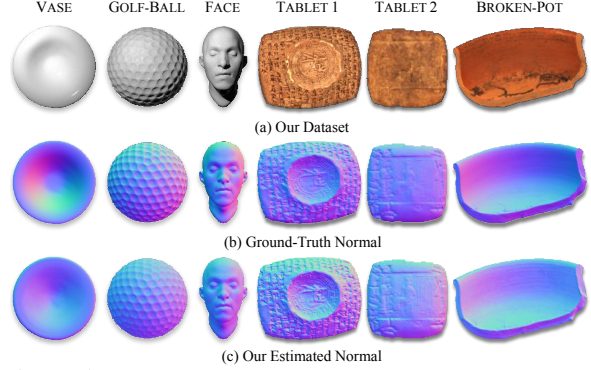 VASE GOLF-BALL FACE TABLET 1 TABLET 2 BROKEN-POT
(a) Our Dataset
(b) Ground-Truth Normal
(c) Our Estimated Normal